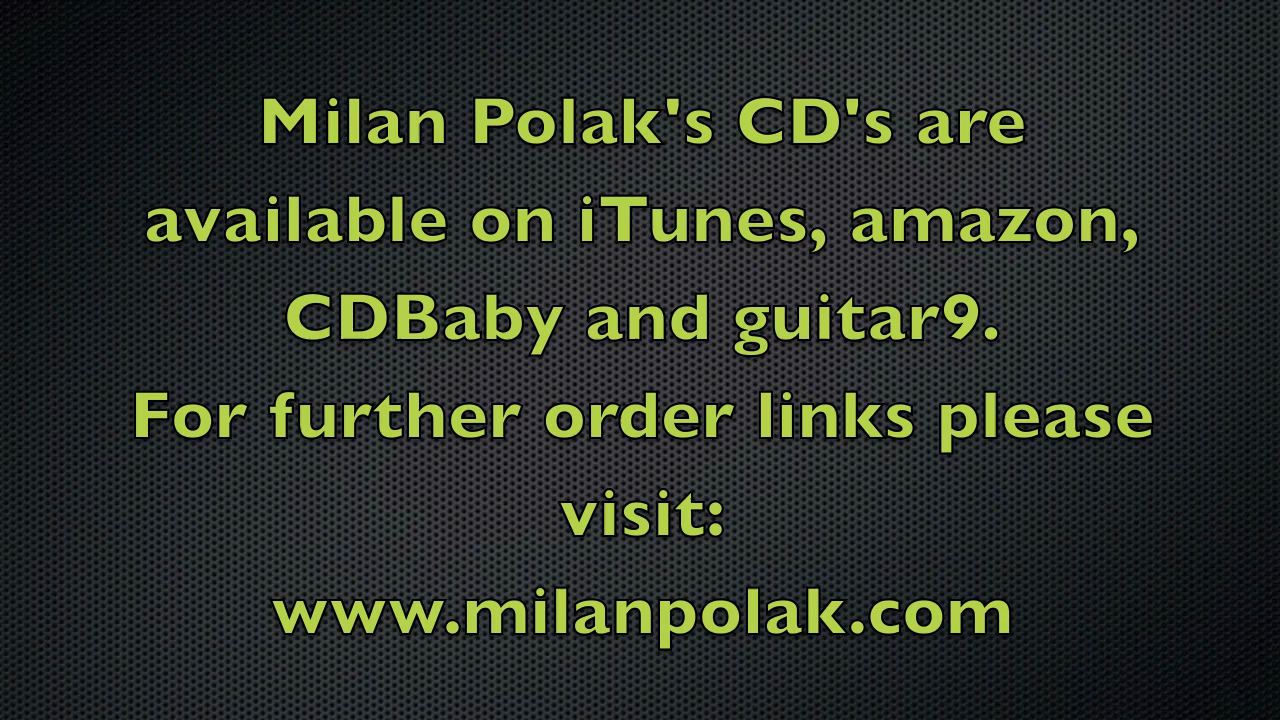 Milan Polak's CD's are
available on iTunes, amazon,
CDBaby and guitar9.
For further order links please
visit:
www.milanpolak.com